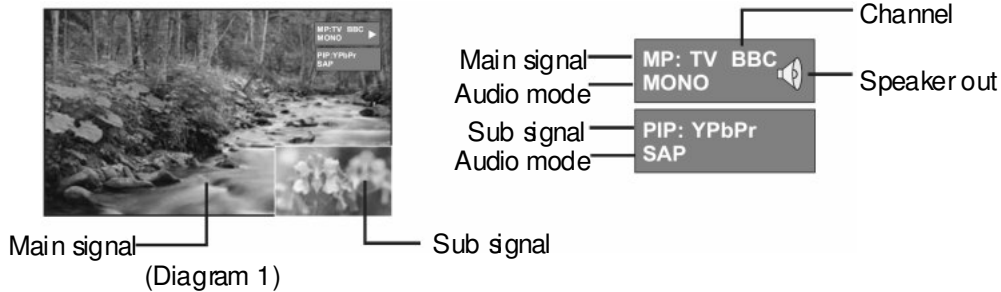 MP:TV BBC
MONO
PIP:YPbPr
SAP
Main signal
Sub signal
(Diagram 1)
Channel
Main signal
MP: TV BBC
Speaker out
Audio mode
MONO
Sub signal
PIP: YPbPr
Audio mode
SAP